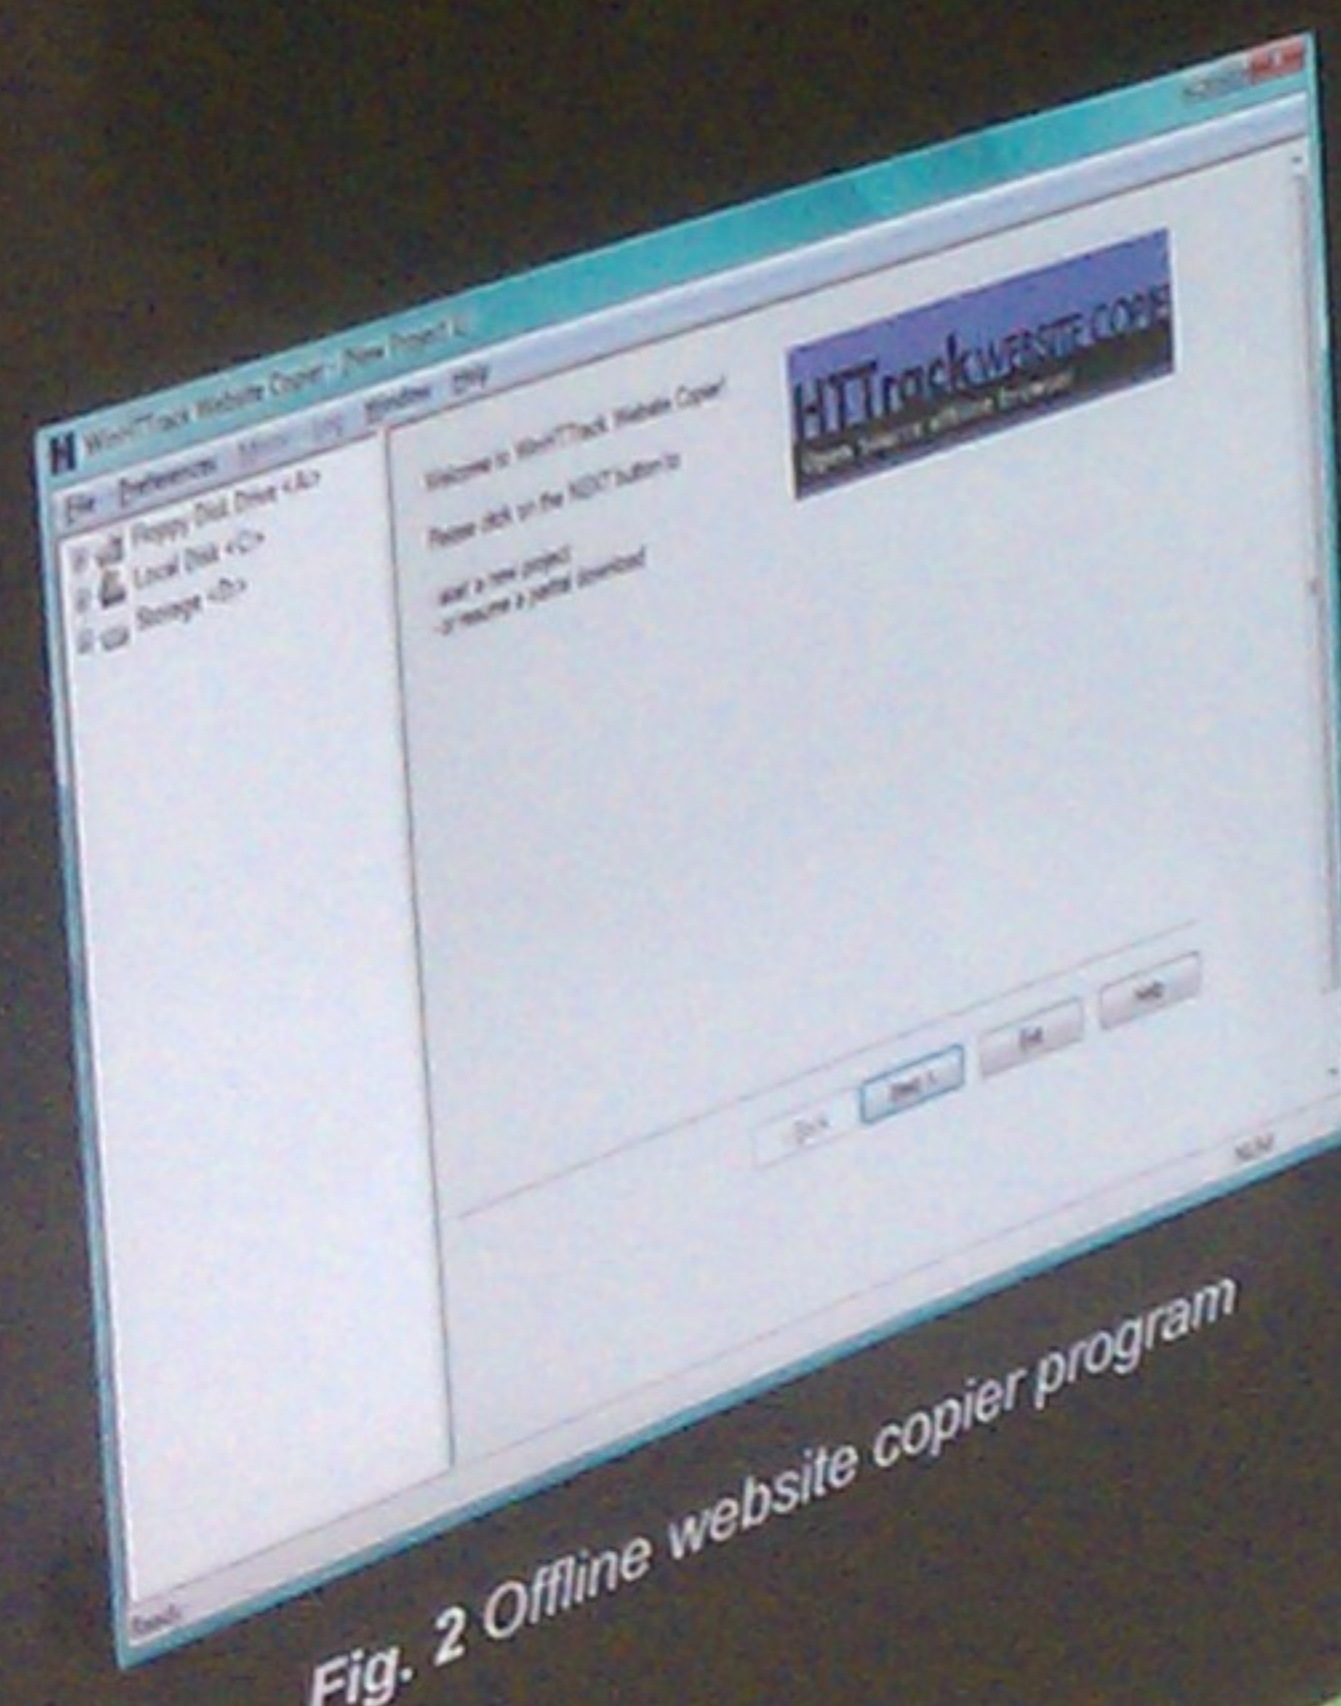 WinHTTrack Website Copier - [New Project 1]
File Preferences Mirror Log Window Help
Floppy Disk Drive <A:>
Local Disk <C:>
Storage <D:>
Welcome to WinHTTrack Website Copier!
Please click on the NEXT button to
- start a new project
- or resume a partial download
HTTrack WEBSITE COPIE
Open Source offline browser
< Back
Next >
Exit
Help
Ready
NUM
Fig. 2 Offline website copier program